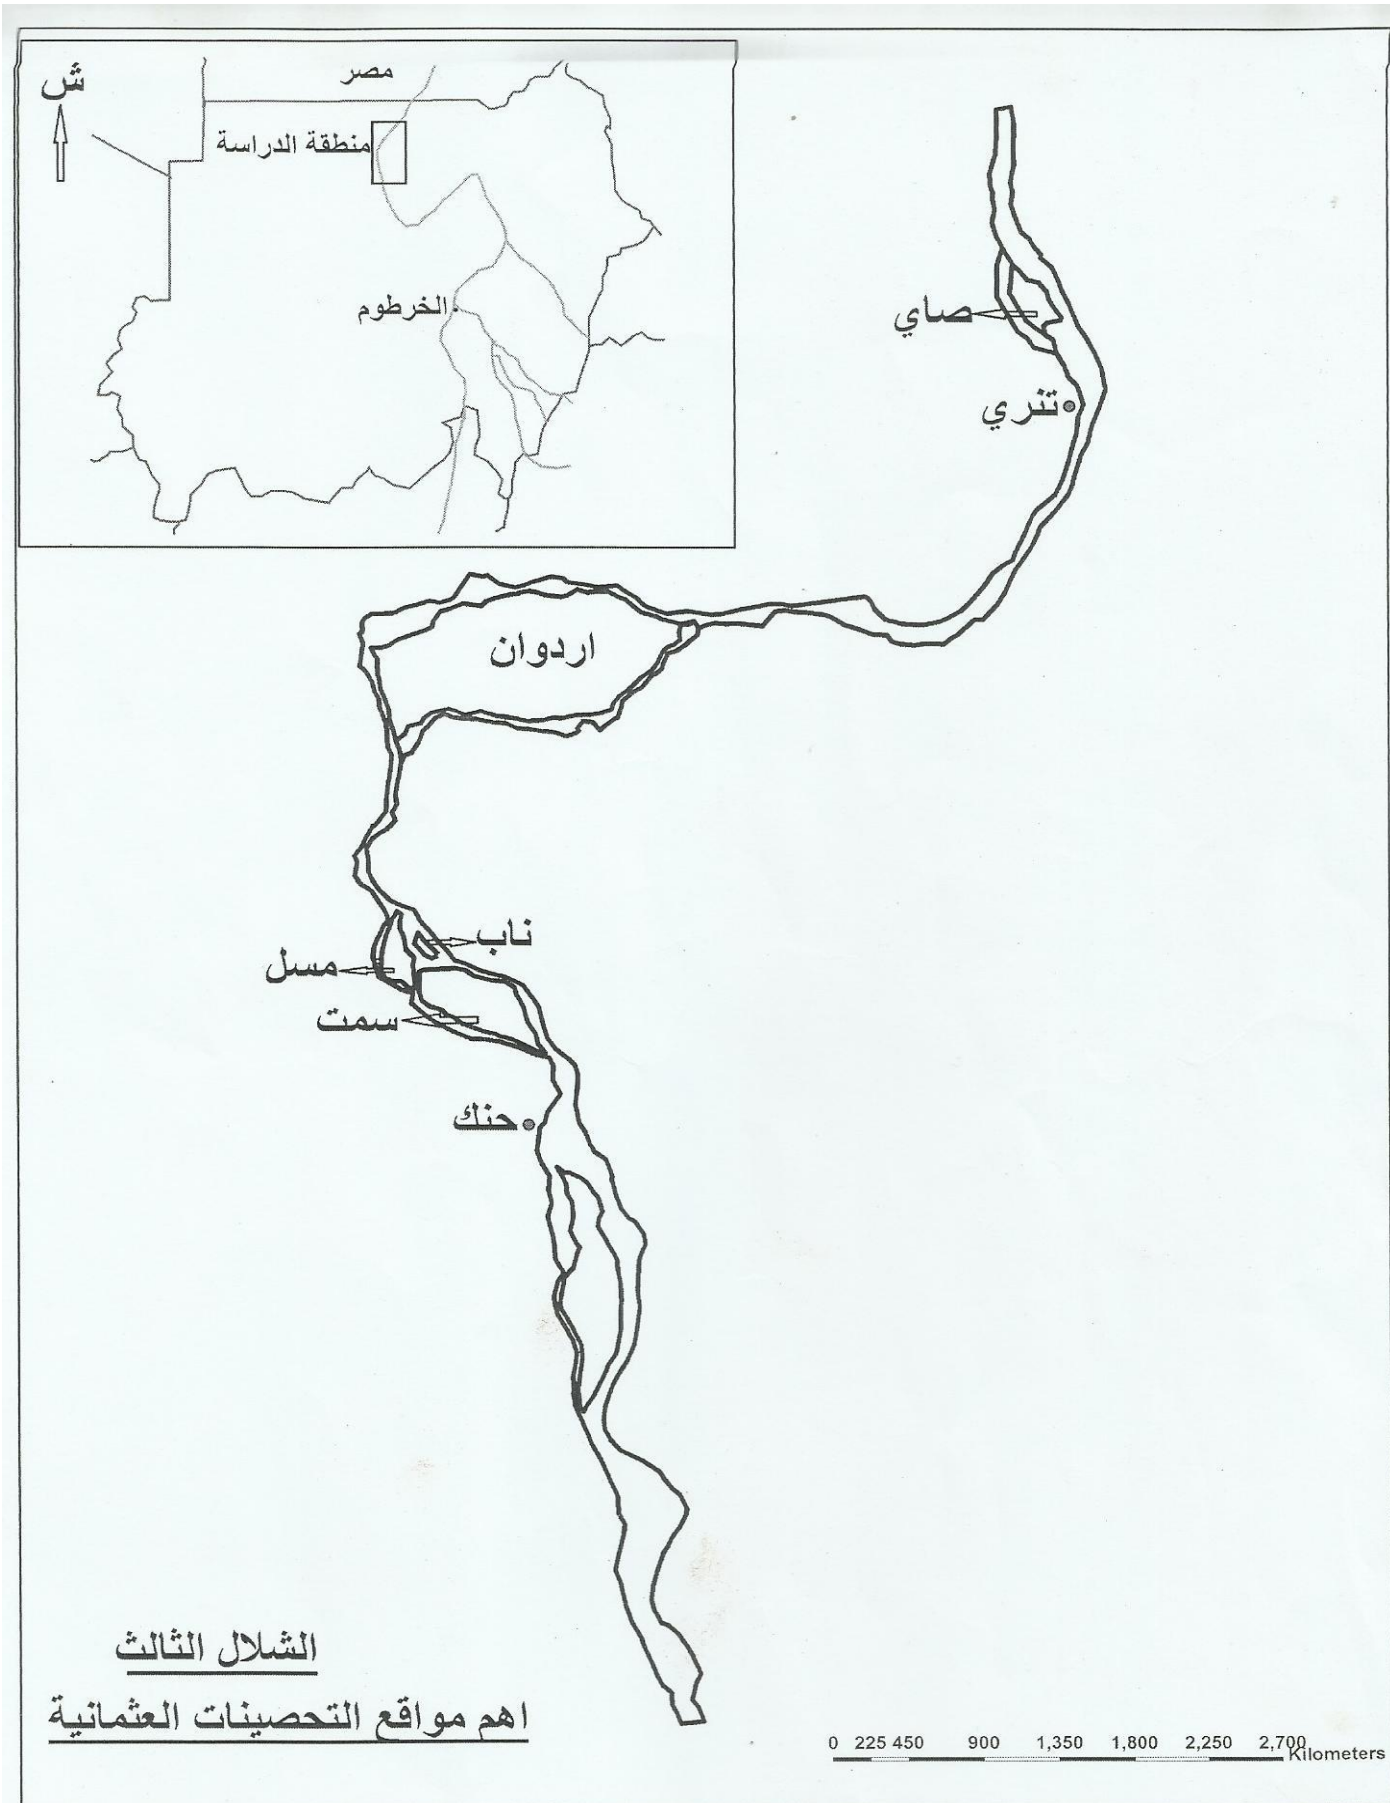 ش
مصر
منطقة الدراسة
الخرطوم
صاي
تنري
اردوان
ناب
مسل
سمت
حنك
الشلال الثالث
اهم مواقع التحصينات العثمانية
0 225 450 900 1,350 1,800 2,250 2,700
Kilometers